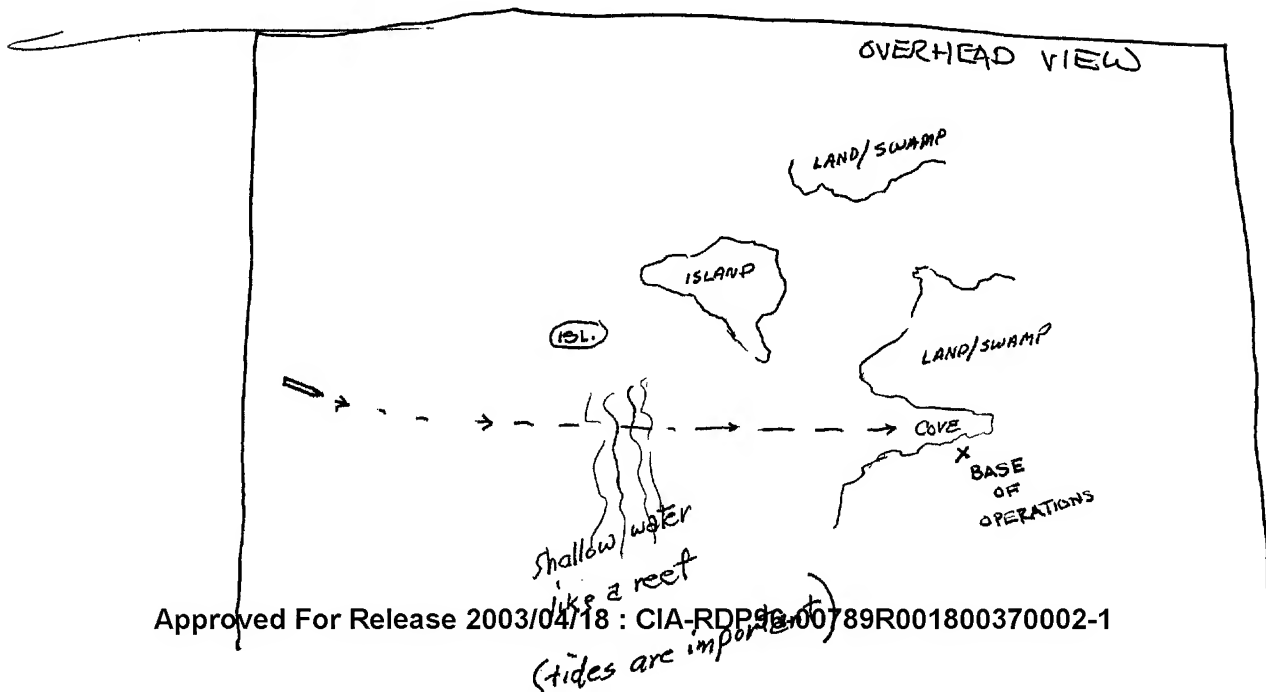 OVERHEAD VIEW
LAND/SWAMP
ISLAND
ISL.
LAND/SWAMP
COVE
X
BASE
OF
OPERATIONS
Shallow water
like a reef
(tides are important)
Approved For Release 2003/04/18 : CIA-RDP96-00789R001800370002-1